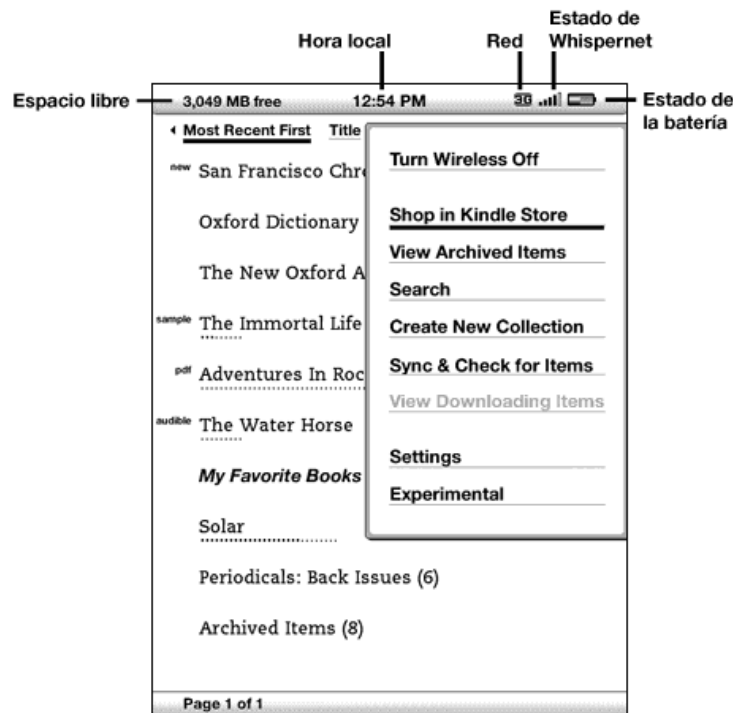 Estado de
Hora local Red Whispernet
Espacio libre 3,049 MB free 12:54 PM 3G Estado de
la batería
Most Recent First Title
Turn Wireless Off
new San Francisco Chro
Shop in Kindle Store
Oxford Dictionary
View Archived Items
The New Oxford A
Search
sample The Immortal Life
Create New Collection
pdf Adventures In Roc
Sync & Check for Items
View Downloading Items
audible The Water Horse
Settings
My Favorite Books
Experimental
Solar
Periodicals: Back Issues (6)
Archived Items (8)
Page 1 of 1